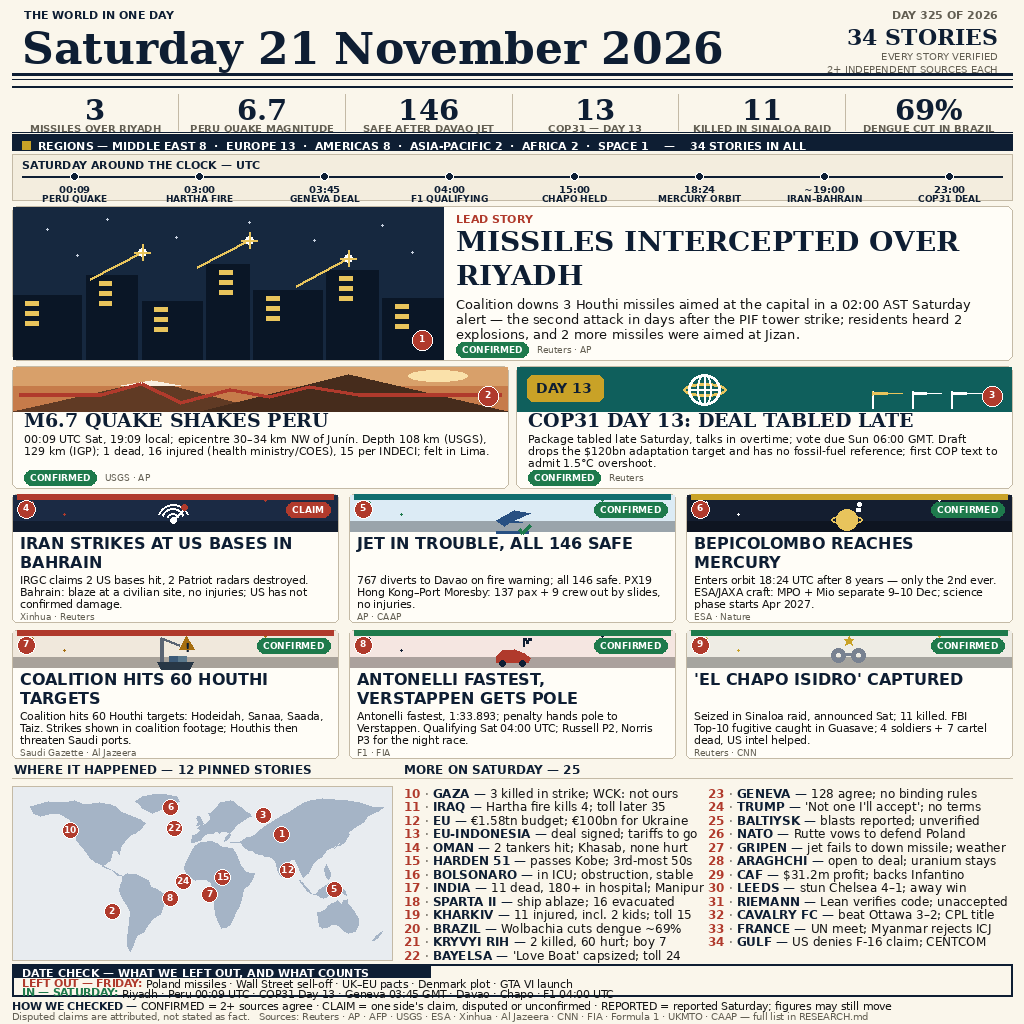 THE WORLD IN ONE DAY
Saturday 21 November 2026
DAY 325 OF 2026
34 STORIES
EVERY STORY VERIFIED
2+ INDEPENDENT SOURCES EACH
3
MISSILES OVER RIYADH
6.7
PERU QUAKE MAGNITUDE
146
SAFE AFTER DAVAO JET
13
COP31 — DAY 13
11
KILLED IN SINALOA RAID
69%
DENGUE CUT IN BRAZIL
REGIONS — MIDDLE EAST 8 · EUROPE 13 · AMERICAS 8 · ASIA-PACIFIC 2 · AFRICA 2 · SPACE 1 — 34 STORIES IN ALL
SATURDAY AROUND THE CLOCK — UTC
00:09
PERU QUAKE
03:00
HARTHA FIRE
03:45
GENEVA DEAL
04:00
F1 QUALIFYING
15:00
CHAPO HELD
18:24
MERCURY ORBIT
~19:00
IRAN–BAHRAIN
23:00
COP31 DEAL
1
LEAD STORY
MISSILES INTERCEPTED OVER
RIYADH
Coalition downs 3 Houthi missiles aimed at the capital in a 02:00 AST Saturday
alert — the second attack in days after the PIF tower strike; residents heard 2
explosions, and 2 more missiles were aimed at Jizan.
CONFIRMED Reuters · AP
2
M6.7 QUAKE SHAKES PERU
00:09 UTC Sat, 19:09 local; epicentre 30–34 km NW of Junín. Depth 108 km (USGS),
129 km (IGP); 1 dead, 16 injured (health ministry/COES), 15 per INDECI; felt in Lima.
CONFIRMED USGS · AP
DAY 13
3
COP31 DAY 13: DEAL TABLED LATE
Package tabled late Saturday, talks in overtime; vote due Sun 06:00 GMT. Draft
drops the $120bn adaptation target and has no fossil-fuel reference; first COP text to
admit 1.5°C overshoot.
CONFIRMED Reuters
4
CLAIM
IRAN STRIKES AT US BASES IN
BAHRAIN
IRGC claims 2 US bases hit, 2 Patriot radars destroyed.
Bahrain: blaze at a civilian site, no injuries; US has not
confirmed damage.
Xinhua · Reuters
5
CONFIRMED
JET IN TROUBLE, ALL 146 SAFE
767 diverts to Davao on fire warning; all 146 safe. PX19
Hong Kong–Port Moresby: 137 pax + 9 crew out by slides,
no injuries.
AP · CAAP
6
CONFIRMED
BEPICOLOMBO REACHES
MERCURY
Enters orbit 18:24 UTC after 8 years — only the 2nd ever.
ESA/JAXA craft: MPO + Mio separate 9–10 Dec; science
phase starts Apr 2027.
ESA · Nature
7
CONFIRMED
COALITION HITS 60 HOUTHI
TARGETS
Coalition hits 60 Houthi targets: Hodeidah, Sanaa, Saada,
Taiz. Strikes shown in coalition footage; Houthis then
threaten Saudi ports.
Saudi Gazette · Al Jazeera
8
CONFIRMED
ANTONELLI FASTEST,
VERSTAPPEN GETS POLE
Antonelli fastest, 1:33.893; penalty hands pole to
Verstappen. Qualifying Sat 04:00 UTC; Russell P2, Norris
P3 for the night race.
F1 · FIA
9
CONFIRMED
'EL CHAPO ISIDRO' CAPTURED
Seized in Sinaloa raid, announced Sat; 11 killed. FBI
Top-10 fugitive caught in Guasave; 4 soldiers + 7 cartel
dead, US intel helped.
Reuters · CNN
WHERE IT HAPPENED — 12 PINNED STORIES
6
22
10
3
1
12
24
15
7
8
5
2
MORE ON SATURDAY — 25
10 · GAZA — 3 killed in strike; WCK: not ours
11 · IRAQ — Hartha fire kills 4; toll later 35
12 · EU — €1.58tn budget; €100bn for Ukraine
13 · EU-INDONESIA — deal signed; tariffs to go
14 · OMAN — 2 tankers hit; Khasab, none hurt
15 · HARDEN 51 — passes Kobe; 3rd-most 50s
16 · BOLSONARO — in ICU; obstruction, stable
17 · INDIA — 11 dead, 180+ in hospital; Manipur
18 · SPARTA II — ship ablaze; 16 evacuated
19 · KHARKIV — 11 injured, incl. 2 kids; toll 15
20 · BRAZIL — Wolbachia cuts dengue ~69%
21 · KRYVYI RIH — 2 killed, 60 hurt; boy 7
22 · BAYELSA — 'Love Boat' capsized; toll 24
23 · GENEVA — 128 agree; no binding rules
24 · TRUMP — 'Not one I'll accept'; no terms
25 · BALTIYSK — blasts reported; unverified
26 · NATO — Rutte vows to defend Poland
27 · GRIPEN — jet fails to down missile; weather
28 · ARAGHCHI — open to deal; uranium stays
29 · CAF — $31.2m profit; backs Infantino
30 · LEEDS — stun Chelsea 4–1; away win
31 · RIEMANN — Lean verifies code; unaccepted
32 · CAVALRY FC — beat Ottawa 3–2; CPL title
33 · FRANCE — UN meet; Myanmar rejects ICJ
34 · GULF — US denies F-16 claim; CENTCOM
DATE CHECK — WHAT WE LEFT OUT, AND WHAT COUNTS
LEFT OUT — FRIDAY: Poland missiles · Wall Street sell-off · UK–EU pacts · Denmark plot · GTA VI launch
IN — SATURDAY: Riyadh · Peru 00:09 UTC · COP31 Day 13 · Geneva 03:45 GMT · Davao · Chapo · F1 04:00 UTC
HOW WE CHECKED — CONFIRMED = 2+ sources agree · CLAIM = one side's claim, disputed or unconfirmed · REPORTED = reported Saturday; figures may still move
Disputed claims are attributed, not stated as fact. Sources: Reuters · AP · AFP · USGS · ESA · Xinhua · Al Jazeera · CNN · FIA · Formula 1 · UKMTO · CAAP — full list in RESEARCH.md